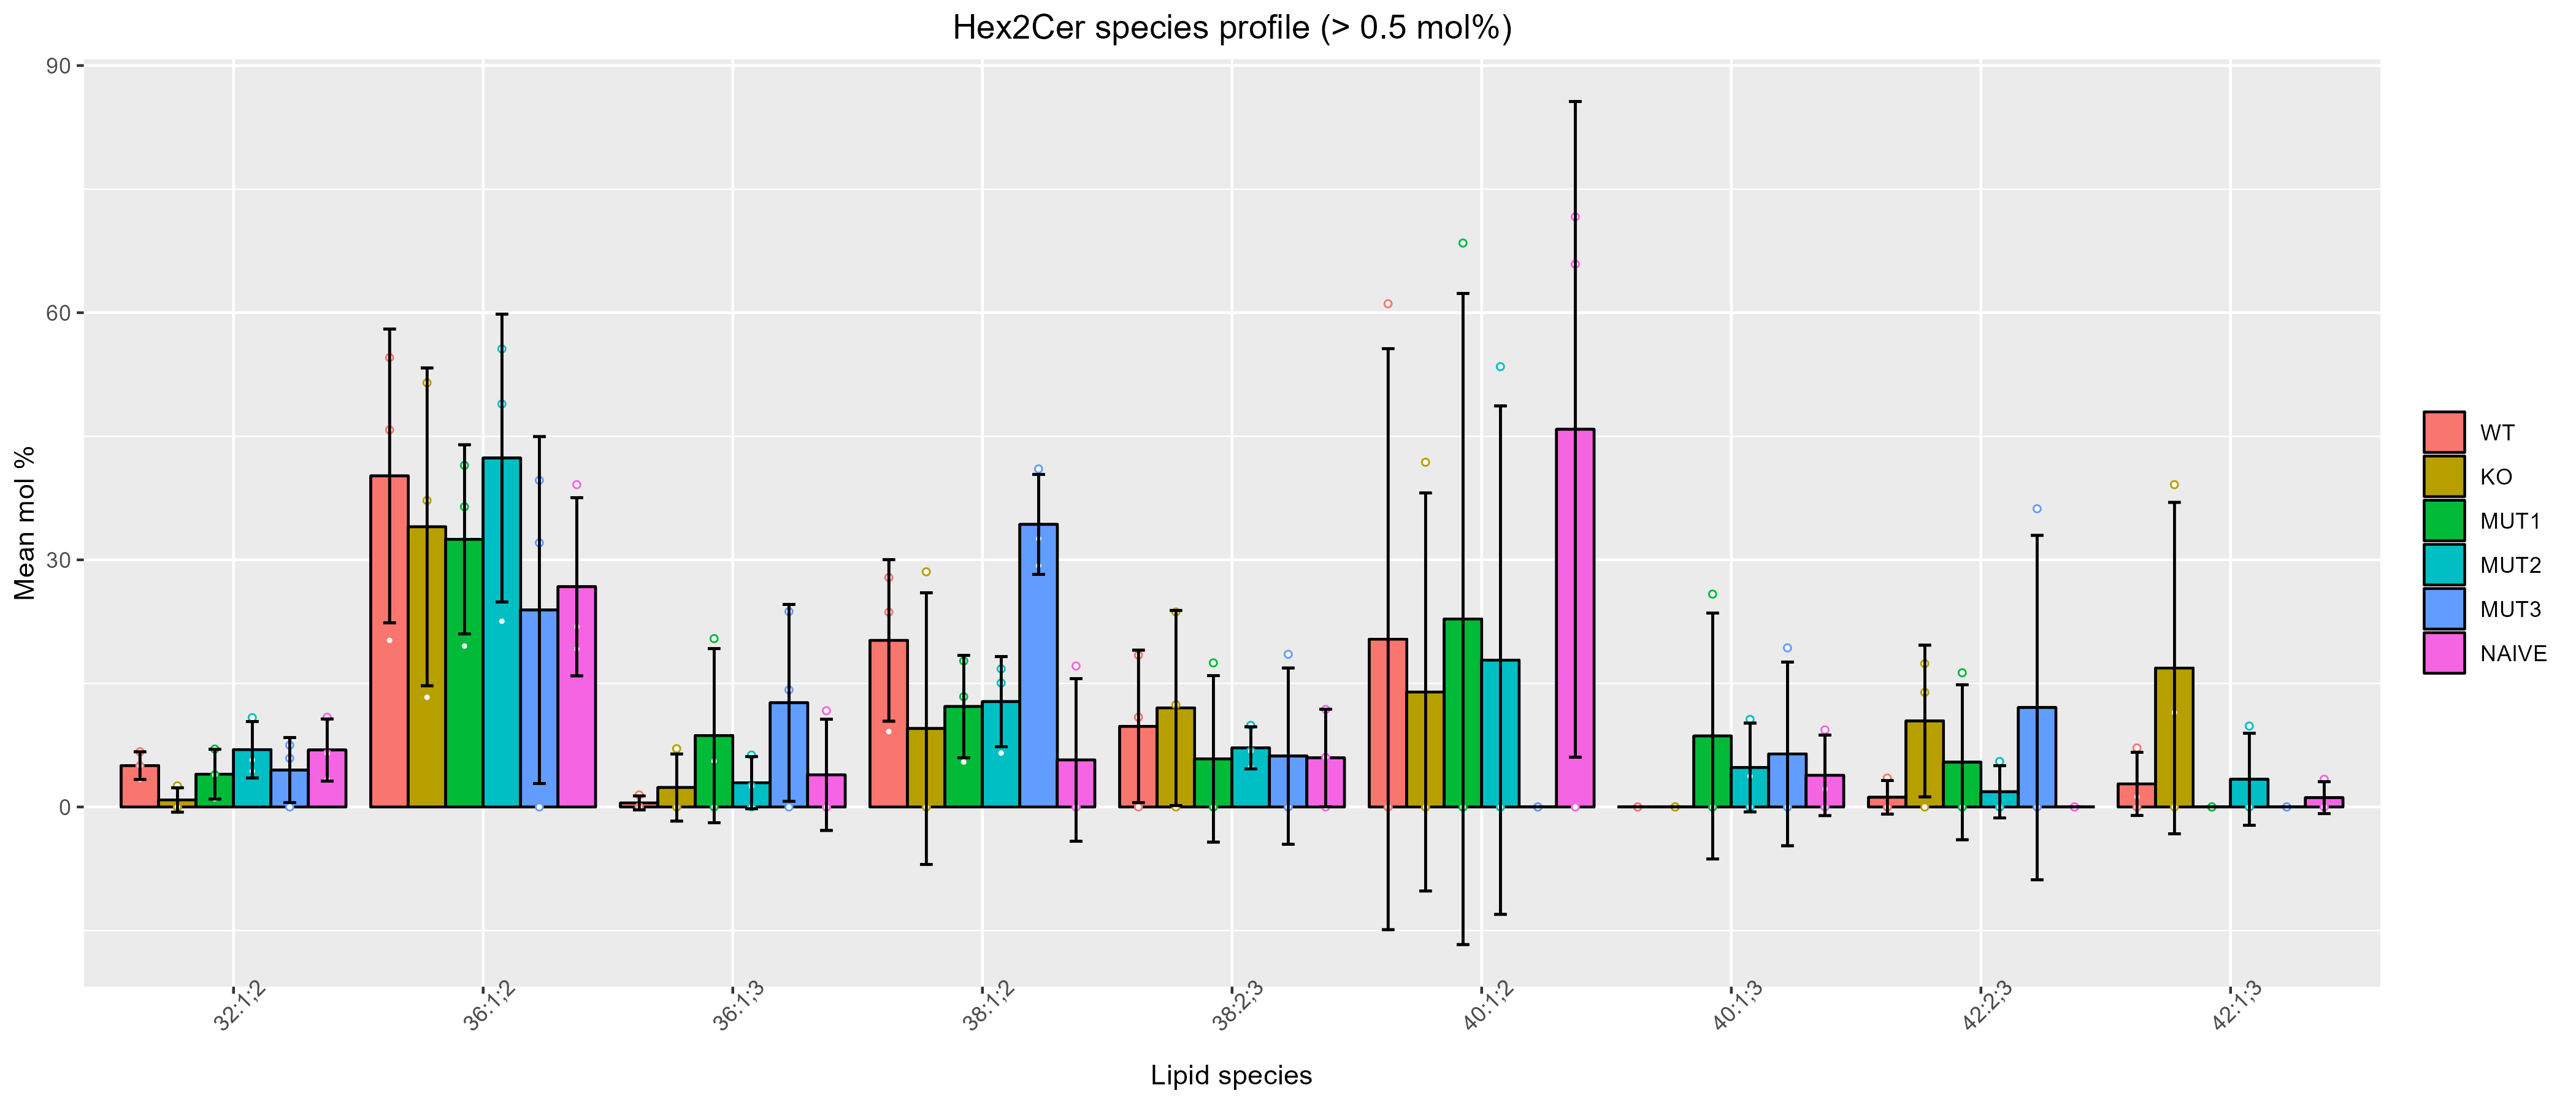 Hex2Cer species profile (> 0.5 mol%)
90
60
30
0
Mean mol %
32:1;2
36:1;2
36:1;3
38:1;2
38:2;3
40:1;2
40:1;3
42:2;3
42:1;3
Lipid species
WT
KO
MUT1
MUT2
MUT3
NAIVE